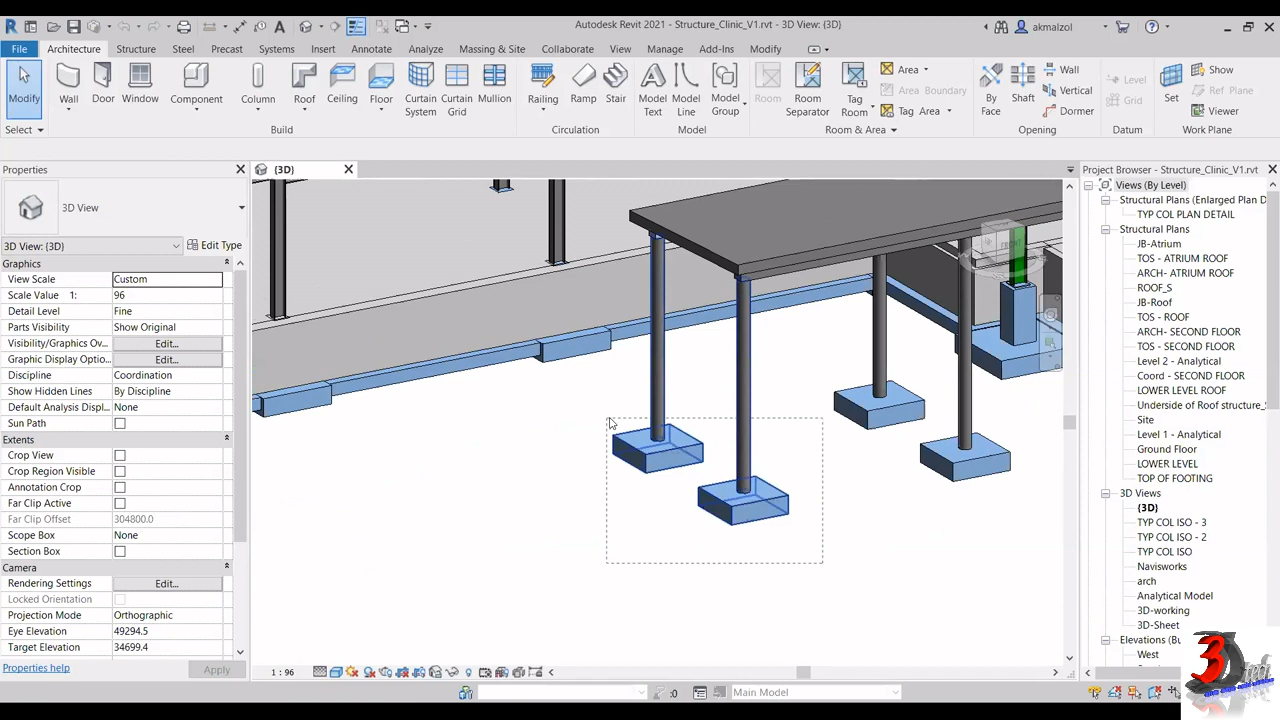 Autodesk Revit 2021 - Structure_Clinic_V1.rvt - 3D View: {3D}
akmalzol
File
Architecture
Structure
Steel
Precast
Systems
Insert
Annotate
Analyze
Massing & Site
Collaborate
View
Manage
Add-Ins
Modify
Modify
Wall
Door
Window
Component
Column
Roof
Ceiling
Floor
Curtain System
Curtain Grid
Mullion
Railing
Ramp
Stair
Model Text
Model Line
Model Group
Room
Room Separator
Tag Room
Area
Area Boundary
Tag Area
By Face
Shaft
Wall
Vertical
Dormer
Level
Grid
Set
Show
Ref Plane
Viewer
Select
Build
Circulation
Model
Room & Area
Opening
Datum
Work Plane
Properties
3D View
3D View: {3D}
Edit Type
Graphics
View Scale Custom
Scale Value 1: 96
Detail Level Fine
Parts Visibility Show Original
Visibility/Graphics Ov... Edit...
Graphic Display Optio... Edit...
Discipline Coordination
Show Hidden Lines By Discipline
Default Analysis Displ... None
Sun Path
Extents
Crop View
Crop Region Visible
Annotation Crop
Far Clip Active
Far Clip Offset 304800.0
Scope Box None
Section Box
Camera
Rendering Settings Edit...
Locked Orientation
Projection Mode Orthographic
Eye Elevation 49294.5
Target Elevation 34699.4
Properties help
Apply
{3D}
FRONT
1 : 96
:0
Main Model
Project Browser - Structure_Clinic_V1.rvt
Views (By Level)
Structural Plans (Enlarged Plan D
TYP COL PLAN DETAIL
Structural Plans
JB-Atrium
TOS - ATRIUM ROOF
ARCH- ATRIUM ROOF
ROOF_S
JB-Roof
TOS - ROOF
ARCH- SECOND FLOOR
TOS - SECOND FLOOR
Level 2 - Analytical
Coord - SECOND FLOOR
LOWER LEVEL ROOF
Underside of Roof structure_
Site
Level 1 - Analytical
Ground Floor
LOWER LEVEL
TOP OF FOOTING
3D Views
{3D}
TYP COL ISO - 3
TYP COL ISO - 2
TYP COL ISO
Navisworks
arch
Analytical Model
3D-working
3D-Sheet
Elevations (Bu
West